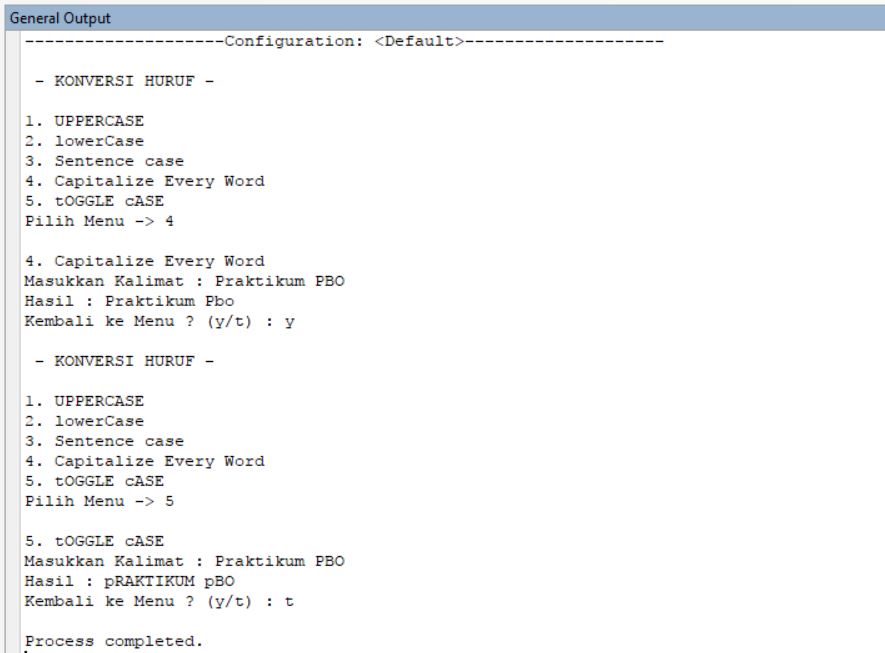 General Output
--------------------Configuration: <Default>--------------------
- KONVERSI HURUF -
1. UPPERCASE
2. lowerCase
3. Sentence case
4. Capitalize Every Word
5. tOGGLE cASE
Pilih Menu -> 4
4. Capitalize Every Word
Masukkan Kalimat : Praktikum PBO
Hasil : Praktikum Pbo
Kembali ke Menu ? (y/t) : y
- KONVERSI HURUF -
1. UPPERCASE
2. lowerCase
3. Sentence case
4. Capitalize Every Word
5. tOGGLE cASE
Pilih Menu -> 5
5. tOGGLE cASE
Masukkan Kalimat : Praktikum PBO
Hasil : pRAKTIKUM pBO
Kembali ke Menu ? (y/t) : t
Process completed.